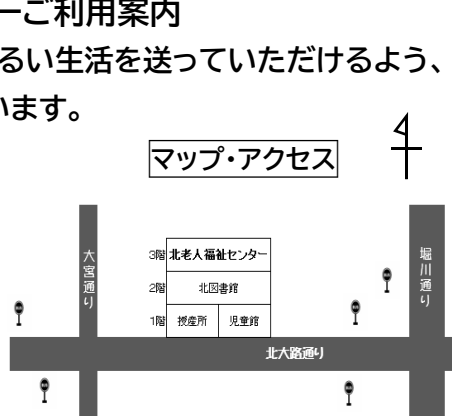 ーご利用案内
るい生活を送っていただけるよう、
います。
マップ・アクセス
大宮通り
堀川通り
3階 北老人福祉センター
2階 北図書館
1階 授産所 児童館
北大路通り